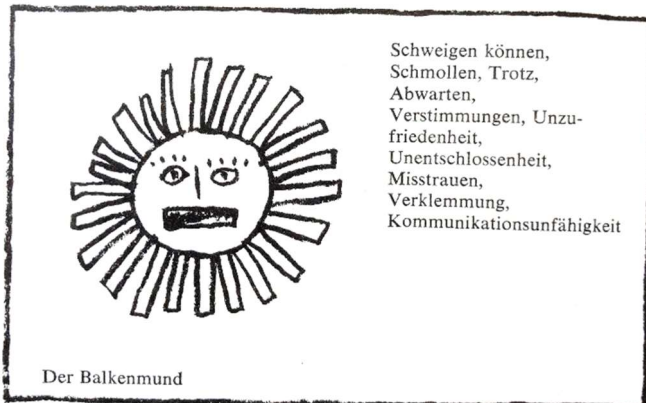 Schweigen können,
Schmollen, Trotz,
Abwarten,
Verstimmungen, Unzu-
friedenheit,
Unentschlossenheit,
Misstrauen,
Verklemmung,
Kommunikationsunfähigkeit
Der Balkenmund